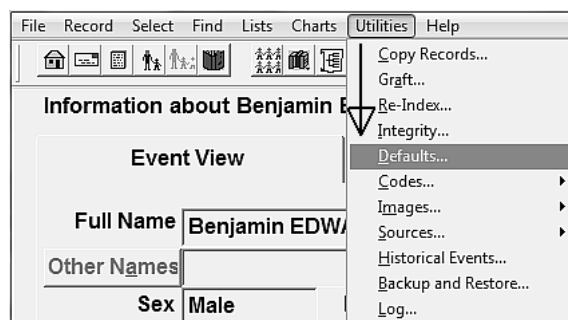 File Record Select Find Lists Charts Utilities Help
Copy Records...
Graft...
Re-Index...
Integrity...
Defaults...
Codes...
Images...
Sources...
Historical Events...
Backup and Restore...
Log...
Information about Benjamin
Event View
Full Name Benjamin EDWA
Other Names
Sex Male